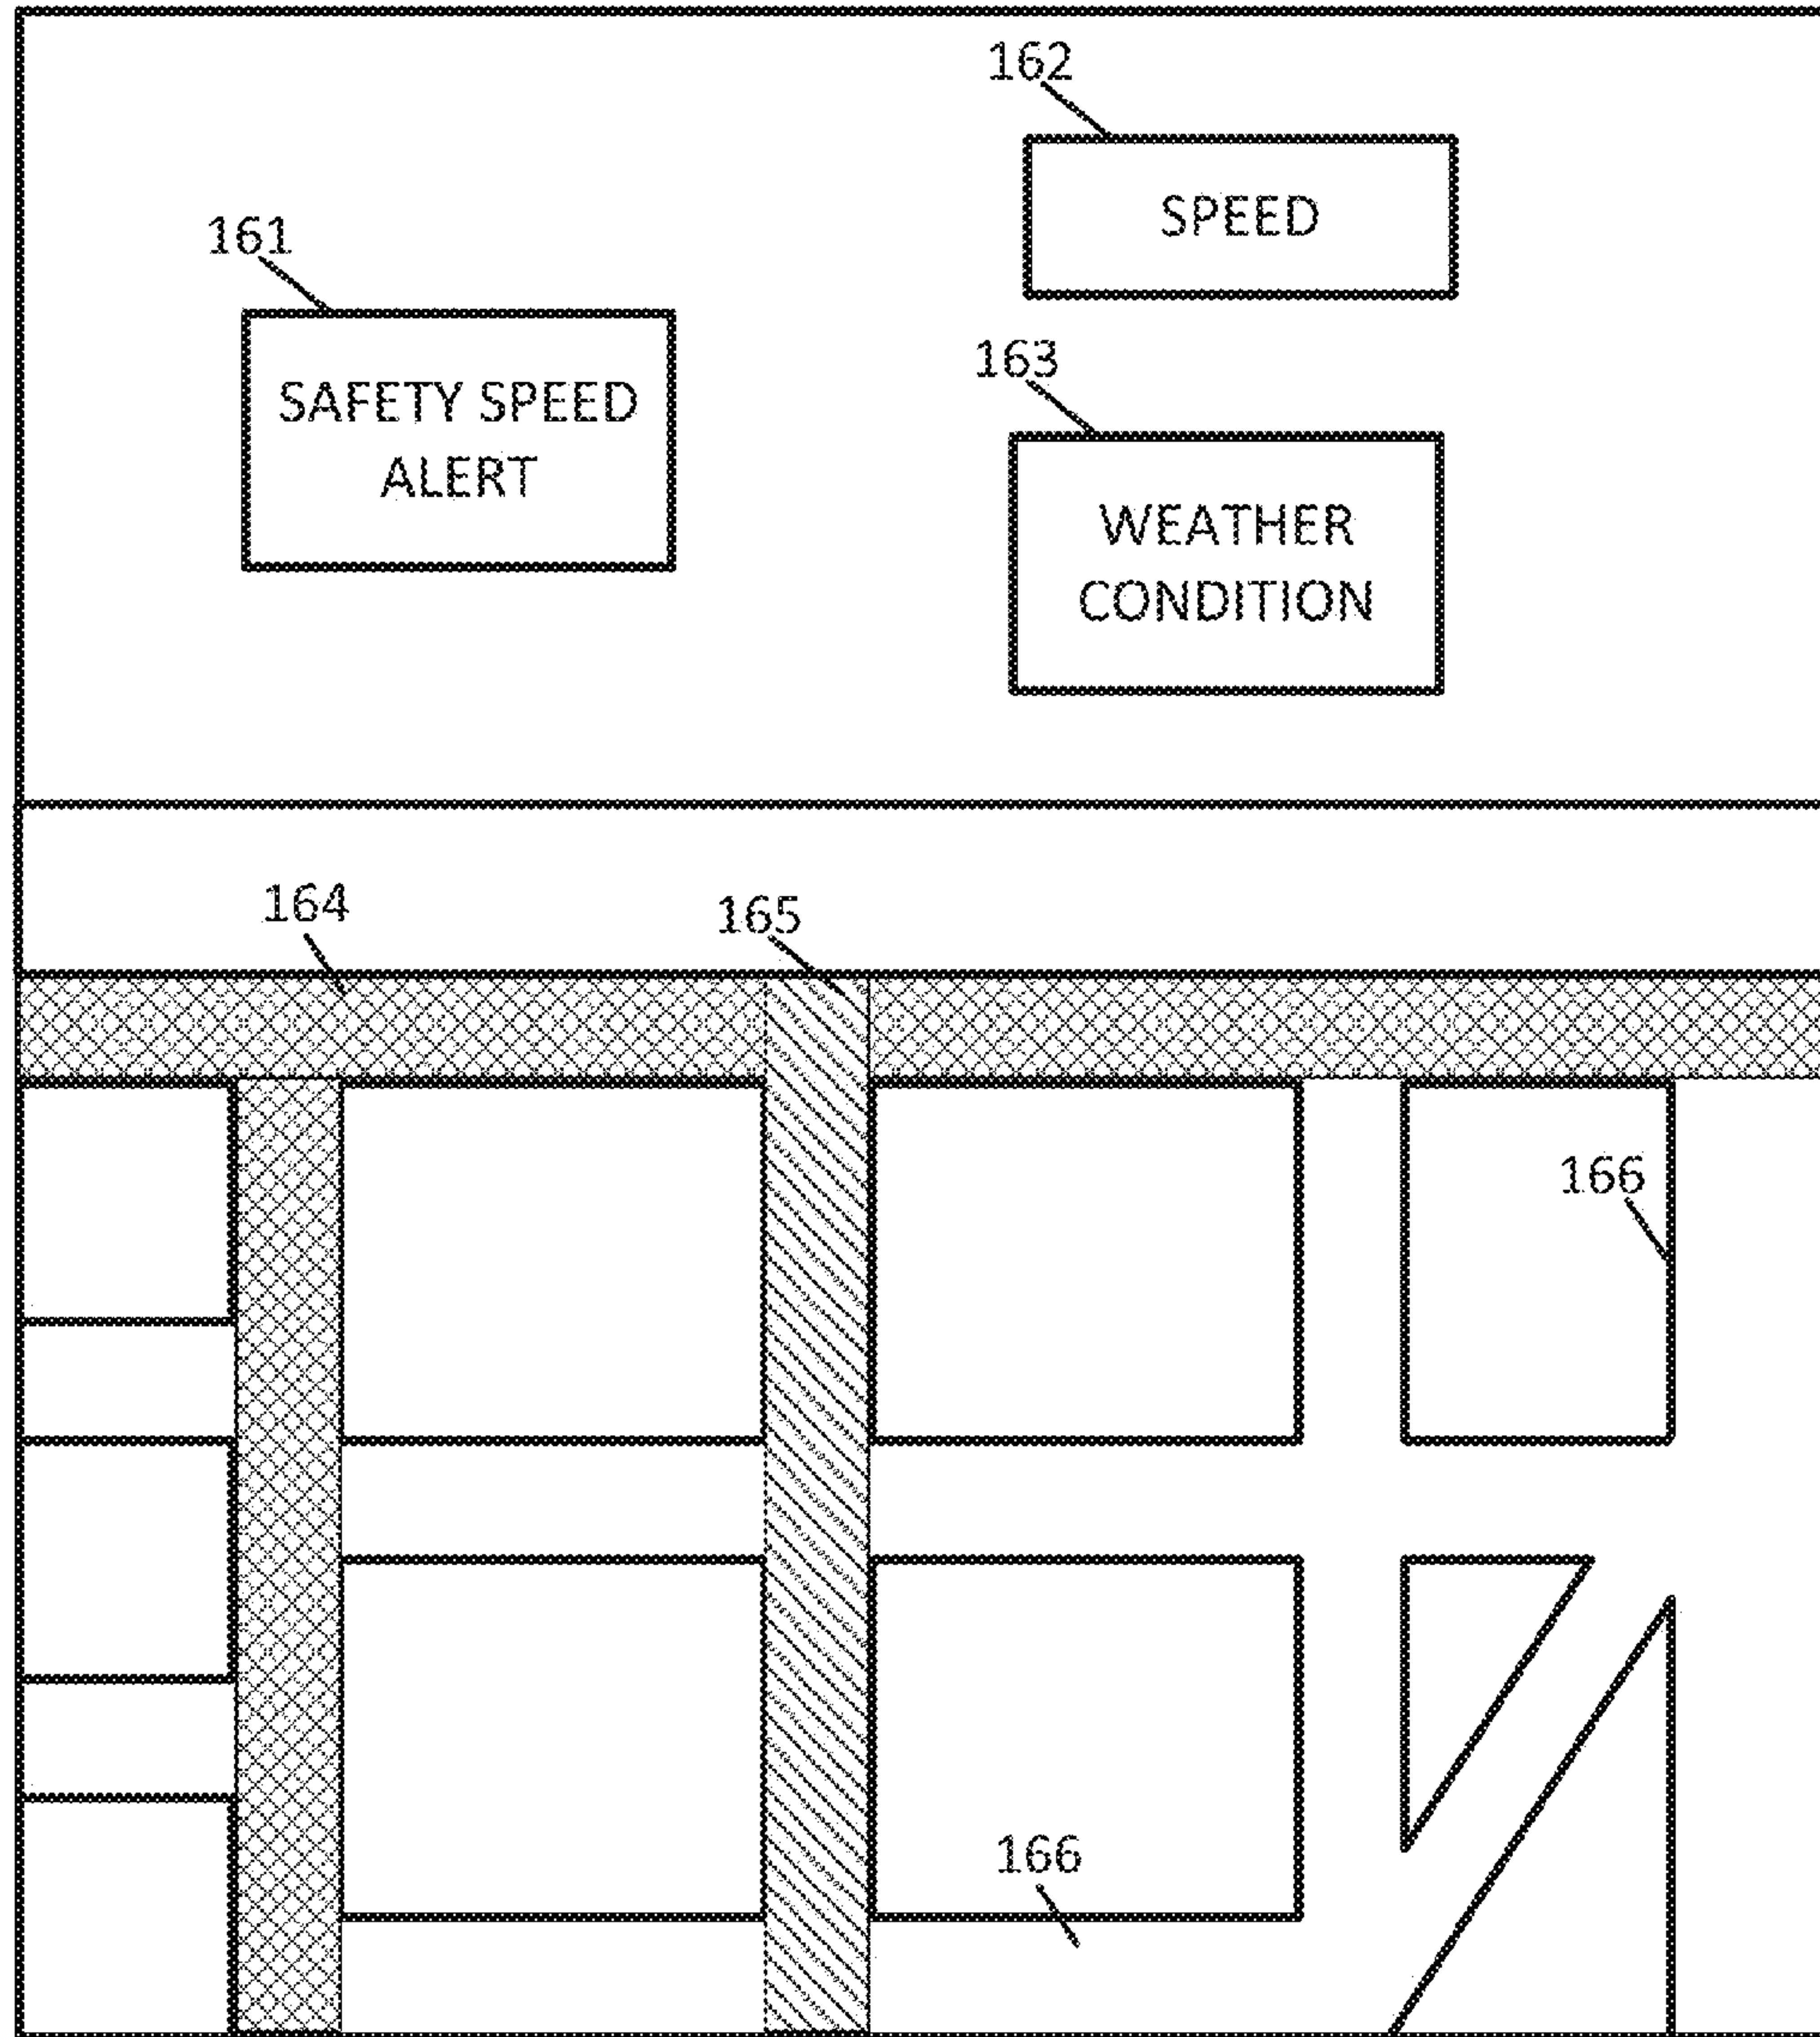 162
SPEED
161
SAFETY SPEED
ALERT
163
WEATHER
CONDITION
164
165
166
166